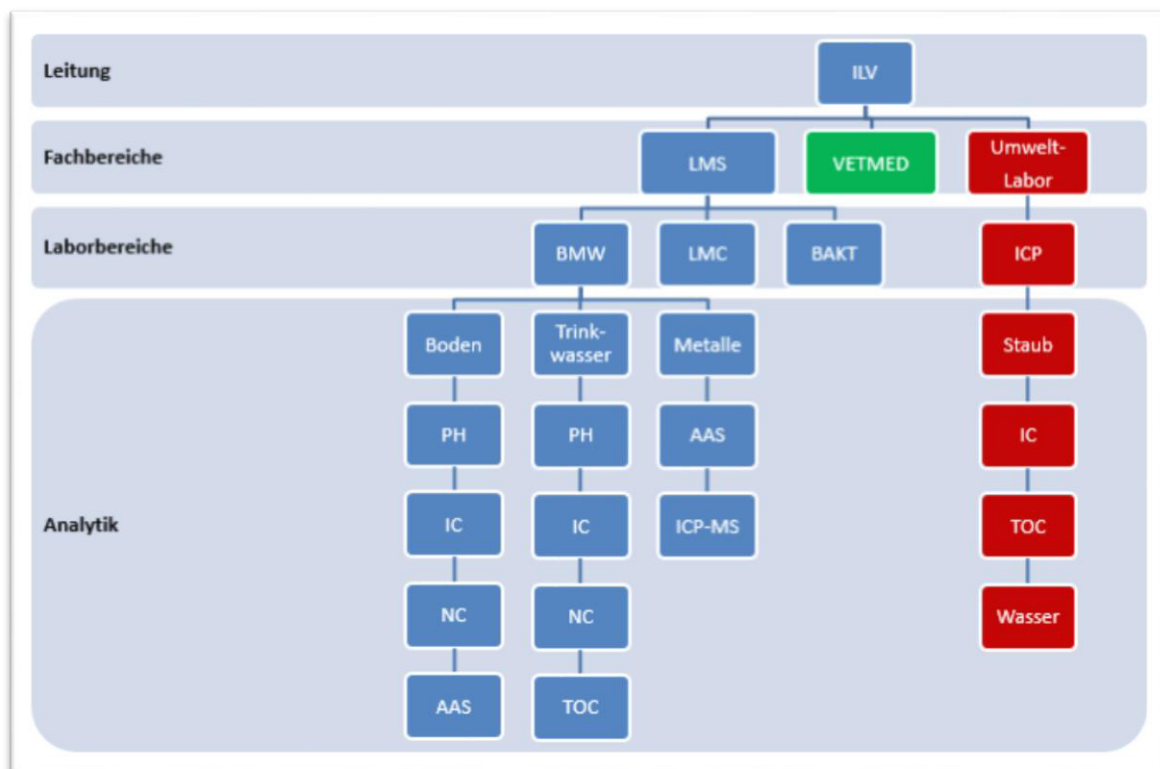 Leitung
ILV
Fachbereiche
LMS
VETMED
Umwelt-
Labor
Laborbereiche
BMW
LMC
BAKT
ICP
Analytik
Boden
Trink-
wasser
Metalle
Staub
PH
PH
AAS
IC
IC
IC
ICP-MS
TOC
NC
NC
Wasser
AAS
TOC